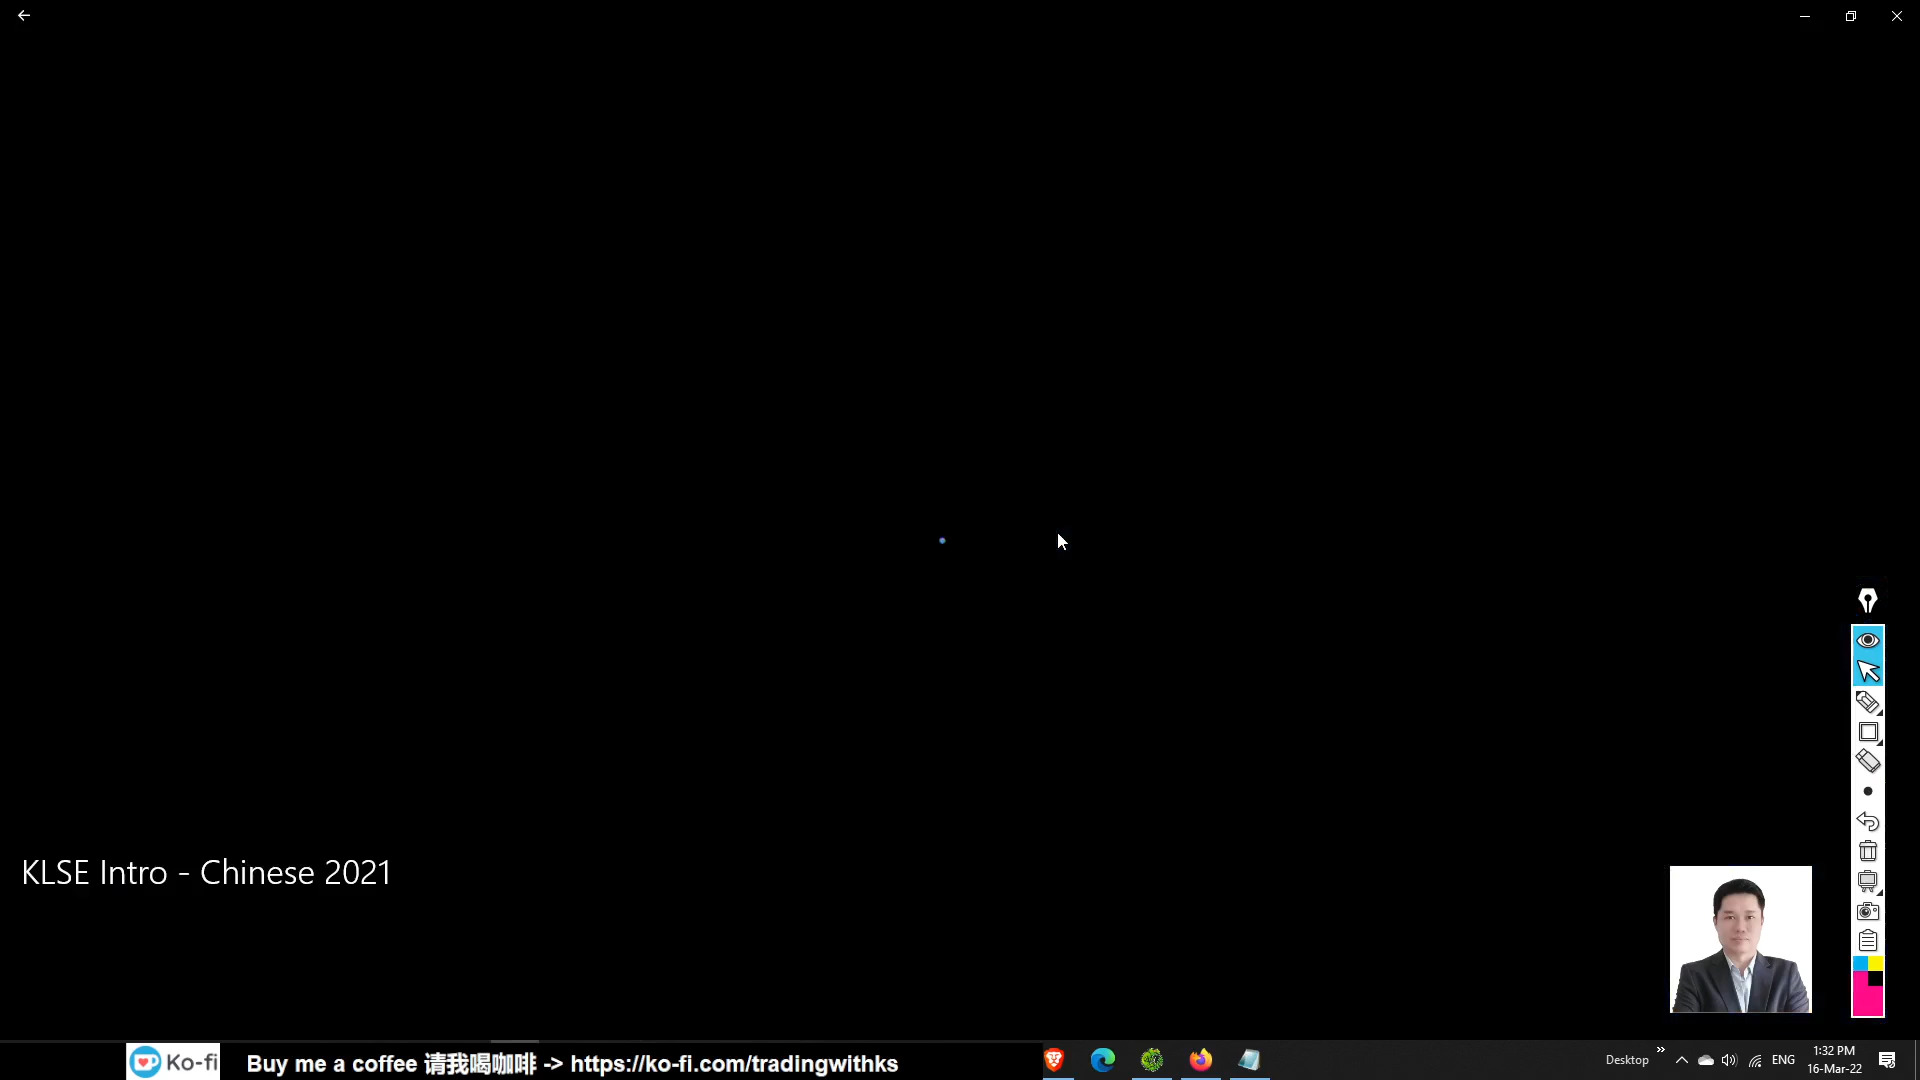 KLSE Intro - Chinese 2021
Ko-fi
Buy me a coffee 请我喝咖啡 -> https://ko-fi.com/tradingwithks
Desktop
ENG
1:32 PM
16-Mar-22